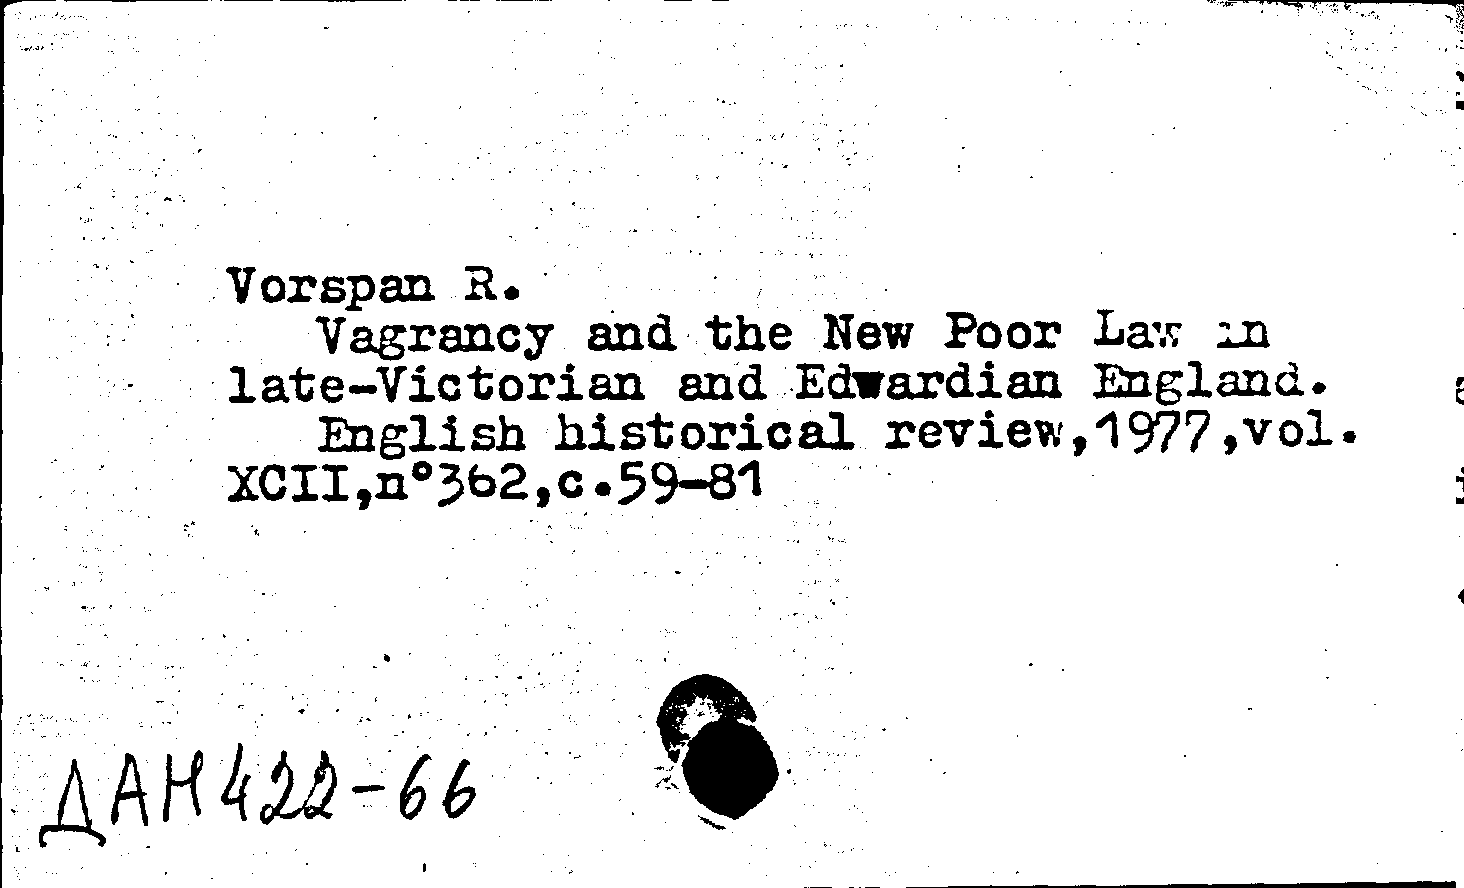 Vorspan R.
Vagrancy and the New Poor Law in
late-Victorian and Edwardian England.
English historical review,1977,vol.
XCII,n°362,c.59-81
ДАН422-66